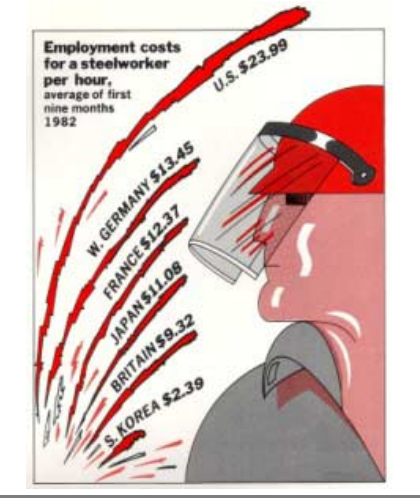 Employment costs
for a steelworker
per hour,
average of first
nine months
1982
U.S. $23.99
W. GERMANY $13.45
FRANCE $12.37
JAPAN $11.08
BRITAIN $9.32
S. KOREA $2.39